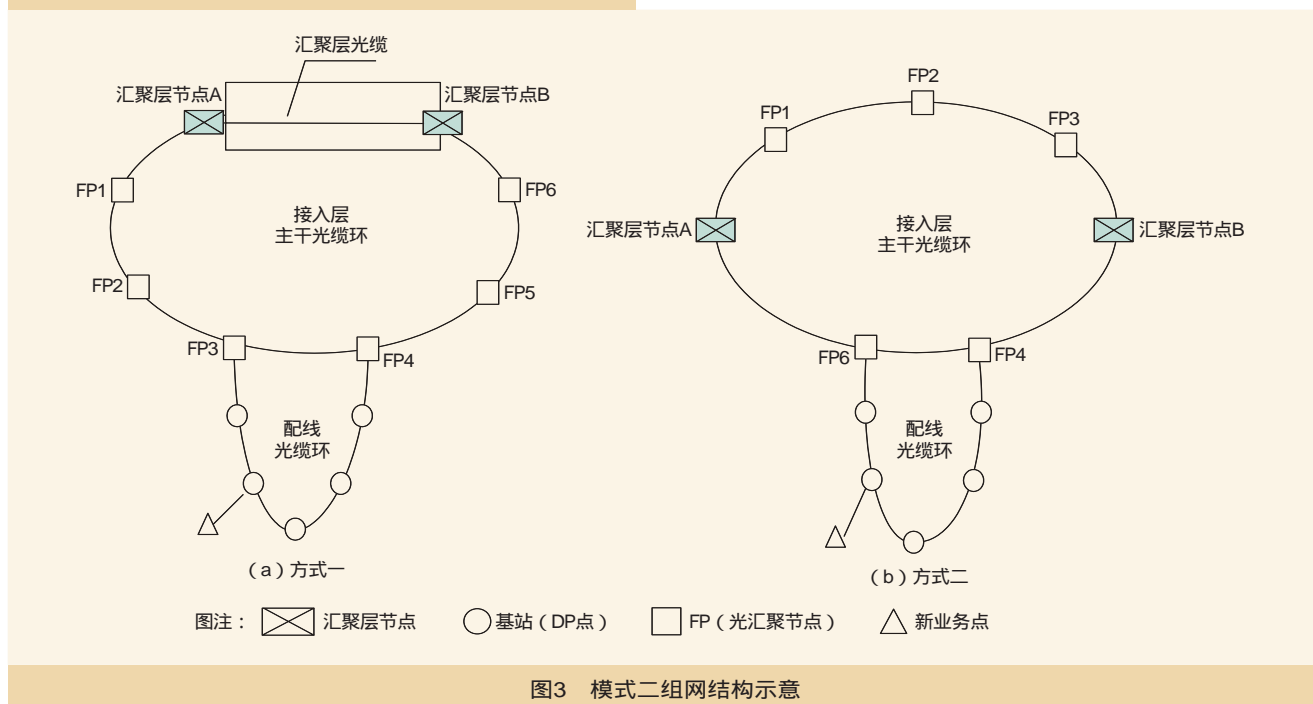 汇聚层光缆
汇聚层节点A
汇聚层节点B
FP1
FP6
接入层
主干光缆环
FP2
FP5
FP3
FP4
配线
光缆环
(a)方式一
FP2
FP1
FP3
汇聚层节点A
接入层
主干光缆环
汇聚层节点B
FP6
FP4
配线
光缆环
(b)方式二
图注：
汇聚层节点
基站（DP点）
FP（光汇聚节点）
新业务点
图3 模式二组网结构示意